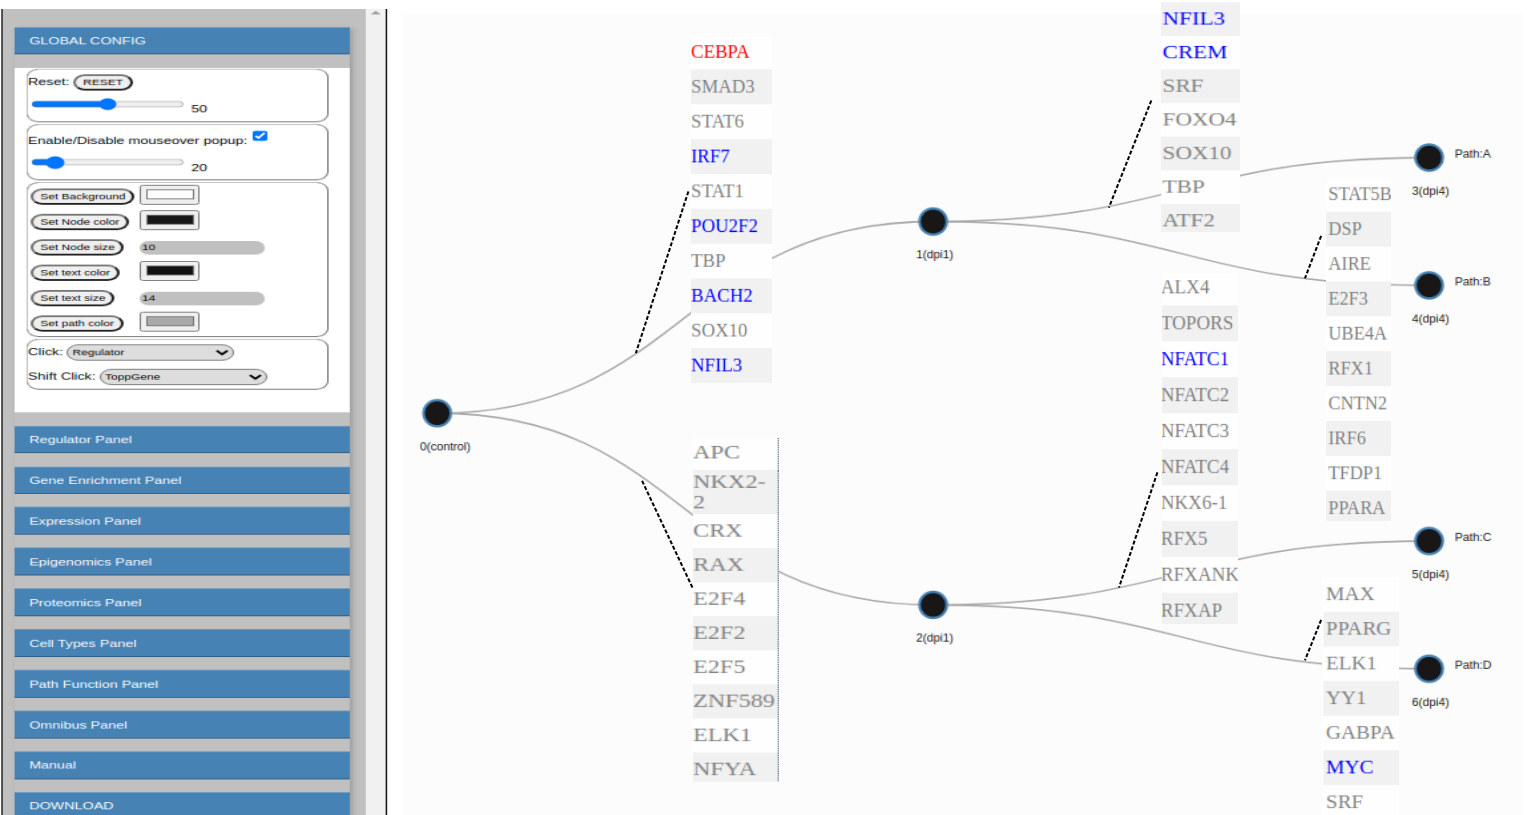 GLOBAL CONFIG
Reset: RESET
50
Enable/Disable mouseover popup:
20
Set Background
Set Node color
Set Node size 10
Set text color
Set text size 14
Set path color
Click: Regulator
Shift Click: ToppGene
Regulator Panel
Gene Enrichment Panel
Expression Panel
Epigenomics Panel
Proteomics Panel
Cell Types Panel
Path Function Panel
Omnibus Panel
Manual
DOWNLOAD
0(control)
CEBPA
SMAD3
STAT6
IRF7
STAT1
POU2F2
TBP
BACH2
SOX10
NFIL3
APC
NKX2-
2
CRX
RAX
E2F4
E2F2
E2F5
ZNF589
ELK1
NFYA
1(dpi1)
2(dpi1)
NFIL3
CREM
SRF
FOXO4
SOX10
TBP
ATF2
ALX4
TOPORS
NFATC1
NFATC2
NFATC3
NFATC4
NKX6-1
RFX5
RFXANK
RFXAP
STAT5B
DSP
AIRE
E2F3
UBE4A
RFX1
CNTN2
IRF6
TFDP1
PPARA
MAX
PPARG
ELK1
YY1
GABPA
MYC
SRF
Path:A
3(dpi4)
Path:B
4(dpi4)
Path:C
5(dpi4)
Path:D
6(dpi4)